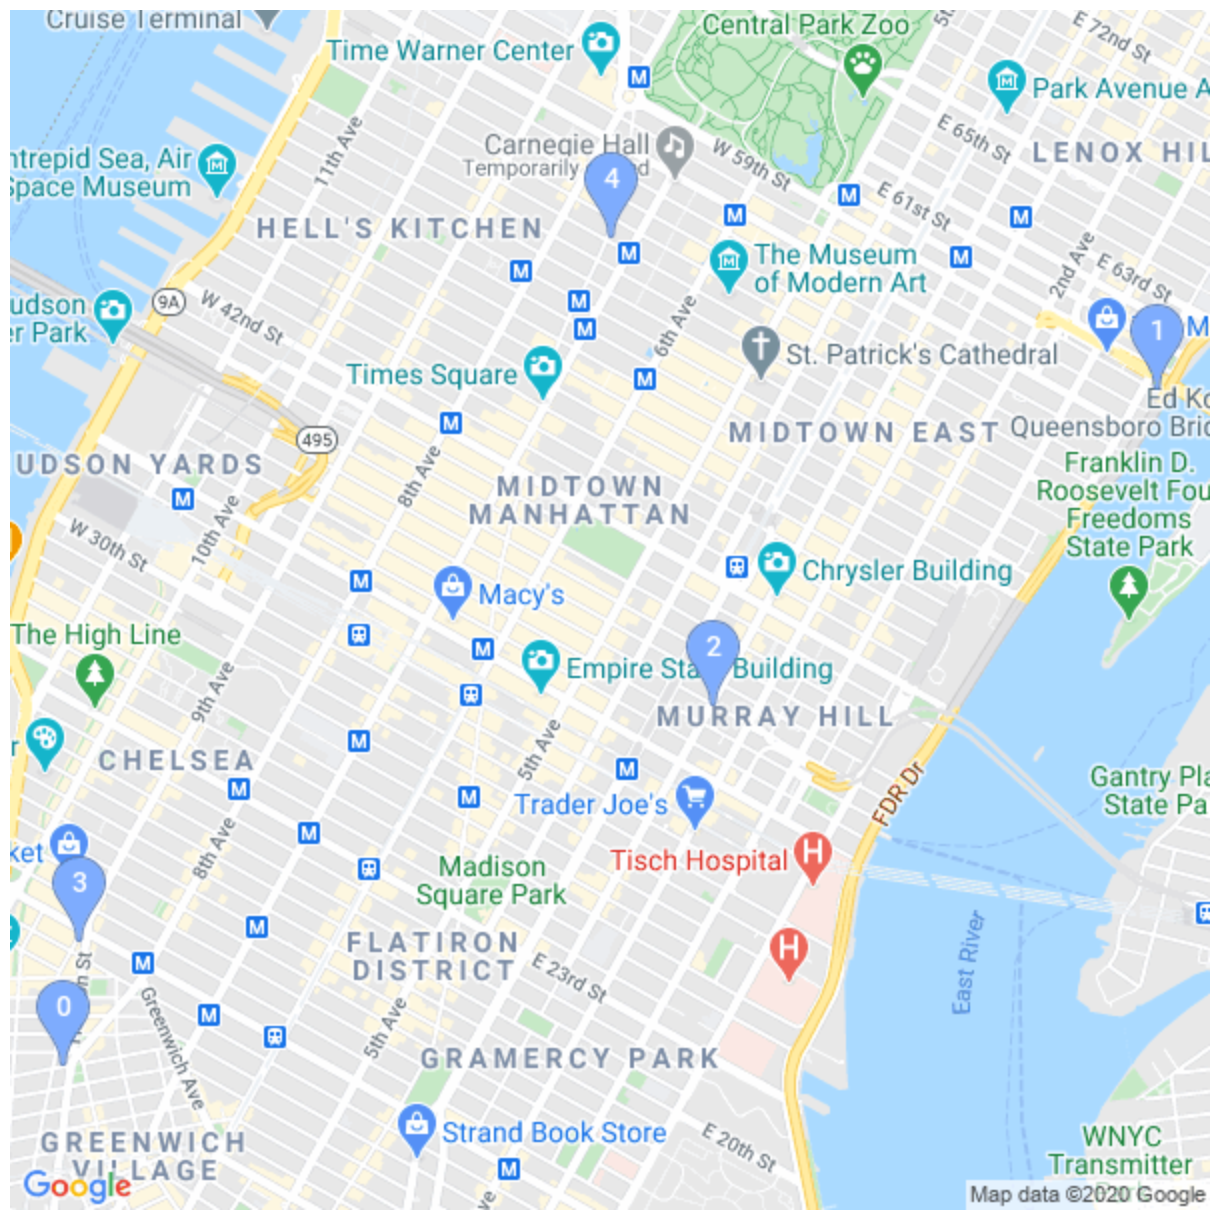 Cruise Terminal
Time Warner Center
Central Park Zoo
E 72nd St
Park Avenue A
E 65th St
LENOX HIL
11th Ave
ntrepid Sea, Air
Space Museum
Carnegie Hall
Temporarily
W 59th St
4
E 61st St
HELL'S KITCHEN
The Museum
of Modern Art
2nd Ave
E 63rd St
udson
er Park
9A
W 42nd St
6th Ave
1
M
St. Patrick's Cathedral
Times Square
Ed Ko
Queensboro Bri
MIDTOWN EAST
495
UDSON YARDS
8th Ave
MIDTOWN
MANHATTAN
Franklin D.
Roosevelt Fou
Freedoms
State Park
W 30th St
10th Ave
Chrysler Building
Macy's
The High Line
2
Empire Sta Building
MURRAY HILL
9th Ave
r
CHELSEA
5th Ave
FDR Dr
Gantry Pla
State Pa
Trader Joe's
8th Ave
ket
Tisch Hospital
3
Madison
Square Park
FLATIRON
DISTRICT
E 23rd St
East River
0
Greenwich Ave
5th Ave
GRAMERCY PARK
GREENWICH
VILLAGE
Strand Book Store
E 20th St
WNYC
Transmitter
Google
Map data ©2020 Google